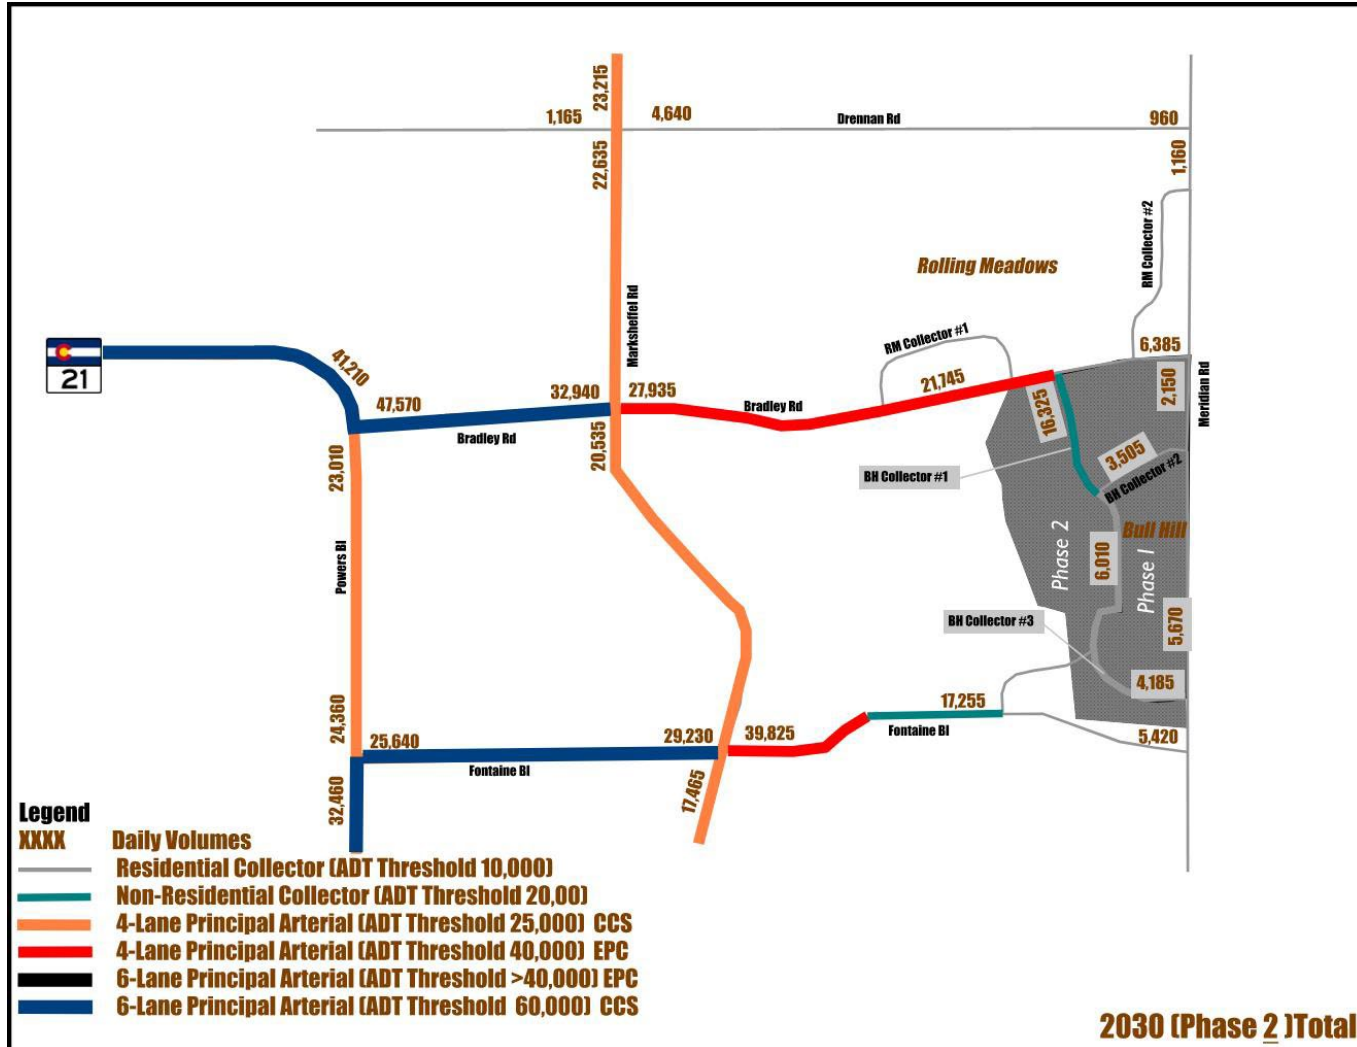 23,215
1,165
4,640
Drennan Rd
960
22,635
1,160
RM Collector #2
Rolling Meadows
Marksheffel Rd
RM Collector #1
6,385
21
41,210
47,570
32,940
27,935
21,745
2,150
Meridian Rd
Bradley Rd
Bradley Rd
16,325
20,535
23,010
3,505
BH Collector #1
BH Collector #2
Bull Hill
Phase 2
6,010
Phase 1
Powers Bl
BH Collector #3
5,670
4,185
24,360
17,255
25,640
29,230
39,825
Fontaine Bl
5,420
Fontaine Bl
32,460
17,465
Legend
XXXX Daily Volumes
Residential Collector (ADT Threshold 10,000)
Non-Residential Collector (ADT Threshold 20,00)
4-Lane Principal Arterial (ADT Threshold 25,000) CCS
4-Lane Principal Arterial (ADT Threshold 40,000) EPC
6-Lane Principal Arterial (ADT Threshold >40,000) EPC
6-Lane Principal Arterial (ADT Threshold 60,000) CCS
2030 (Phase 2 )Total